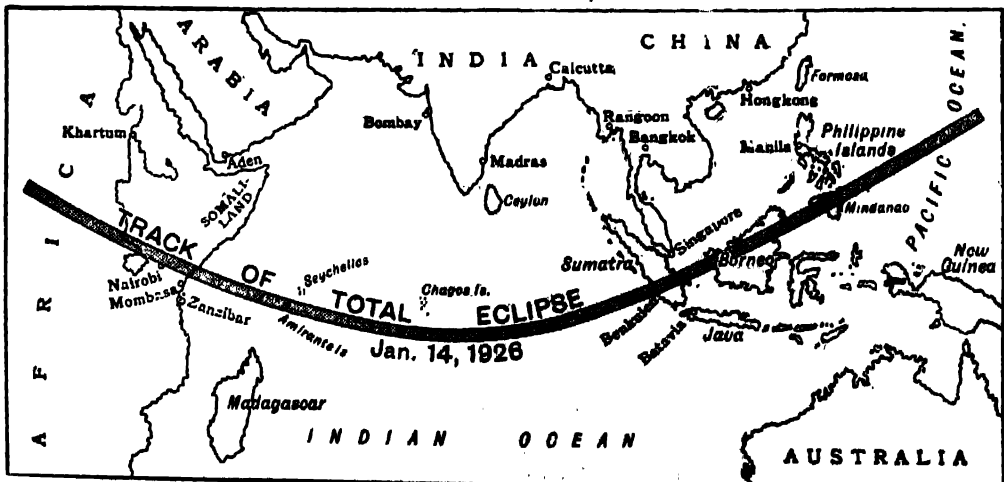 AFRICA
ARABIA
INDIA
CHINA
PACIFIC OCEAN.
Calcutta
Formosa
Hongkong
Bombay
Rangoon
Bangkok
Khartum
Aden
Madras
Manila
Philippine
Islands
SOMALI-
LAND
Ceylon
Mindanao
Singapore
Sumatra
Borneo
New
Guinea
Nairobi
Mombasa
Zanzibar
Seychelles
Chagos Is.
Amirante Is
TRACK OF TOTAL ECLIPSE
Jan. 14, 1926
Benkulen
Batavia
Java
Madagascar
INDIAN OCEAN
AUSTRALIA